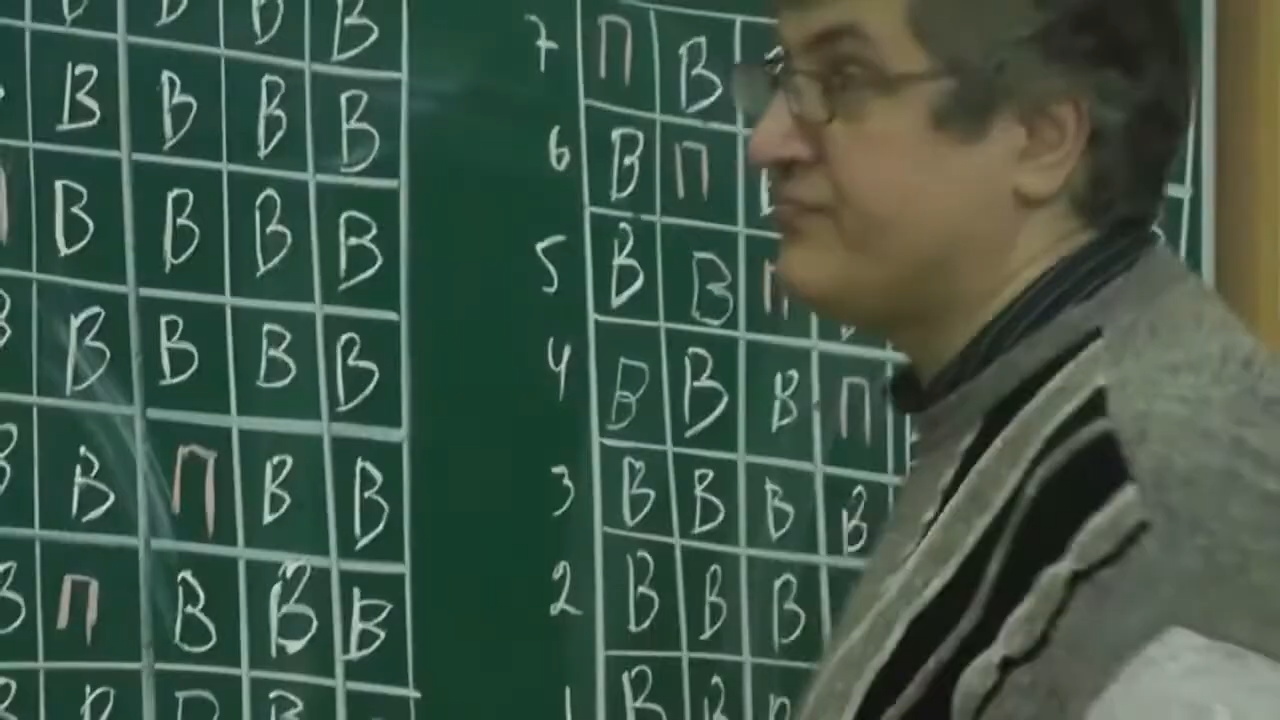 В В В В
В В В В
В В В В
В В В В В
В В П В В
В П В В В
7 П В
6 В П
5 В В П
4 В В В П
3 В В В В
2 В В В
1 В В